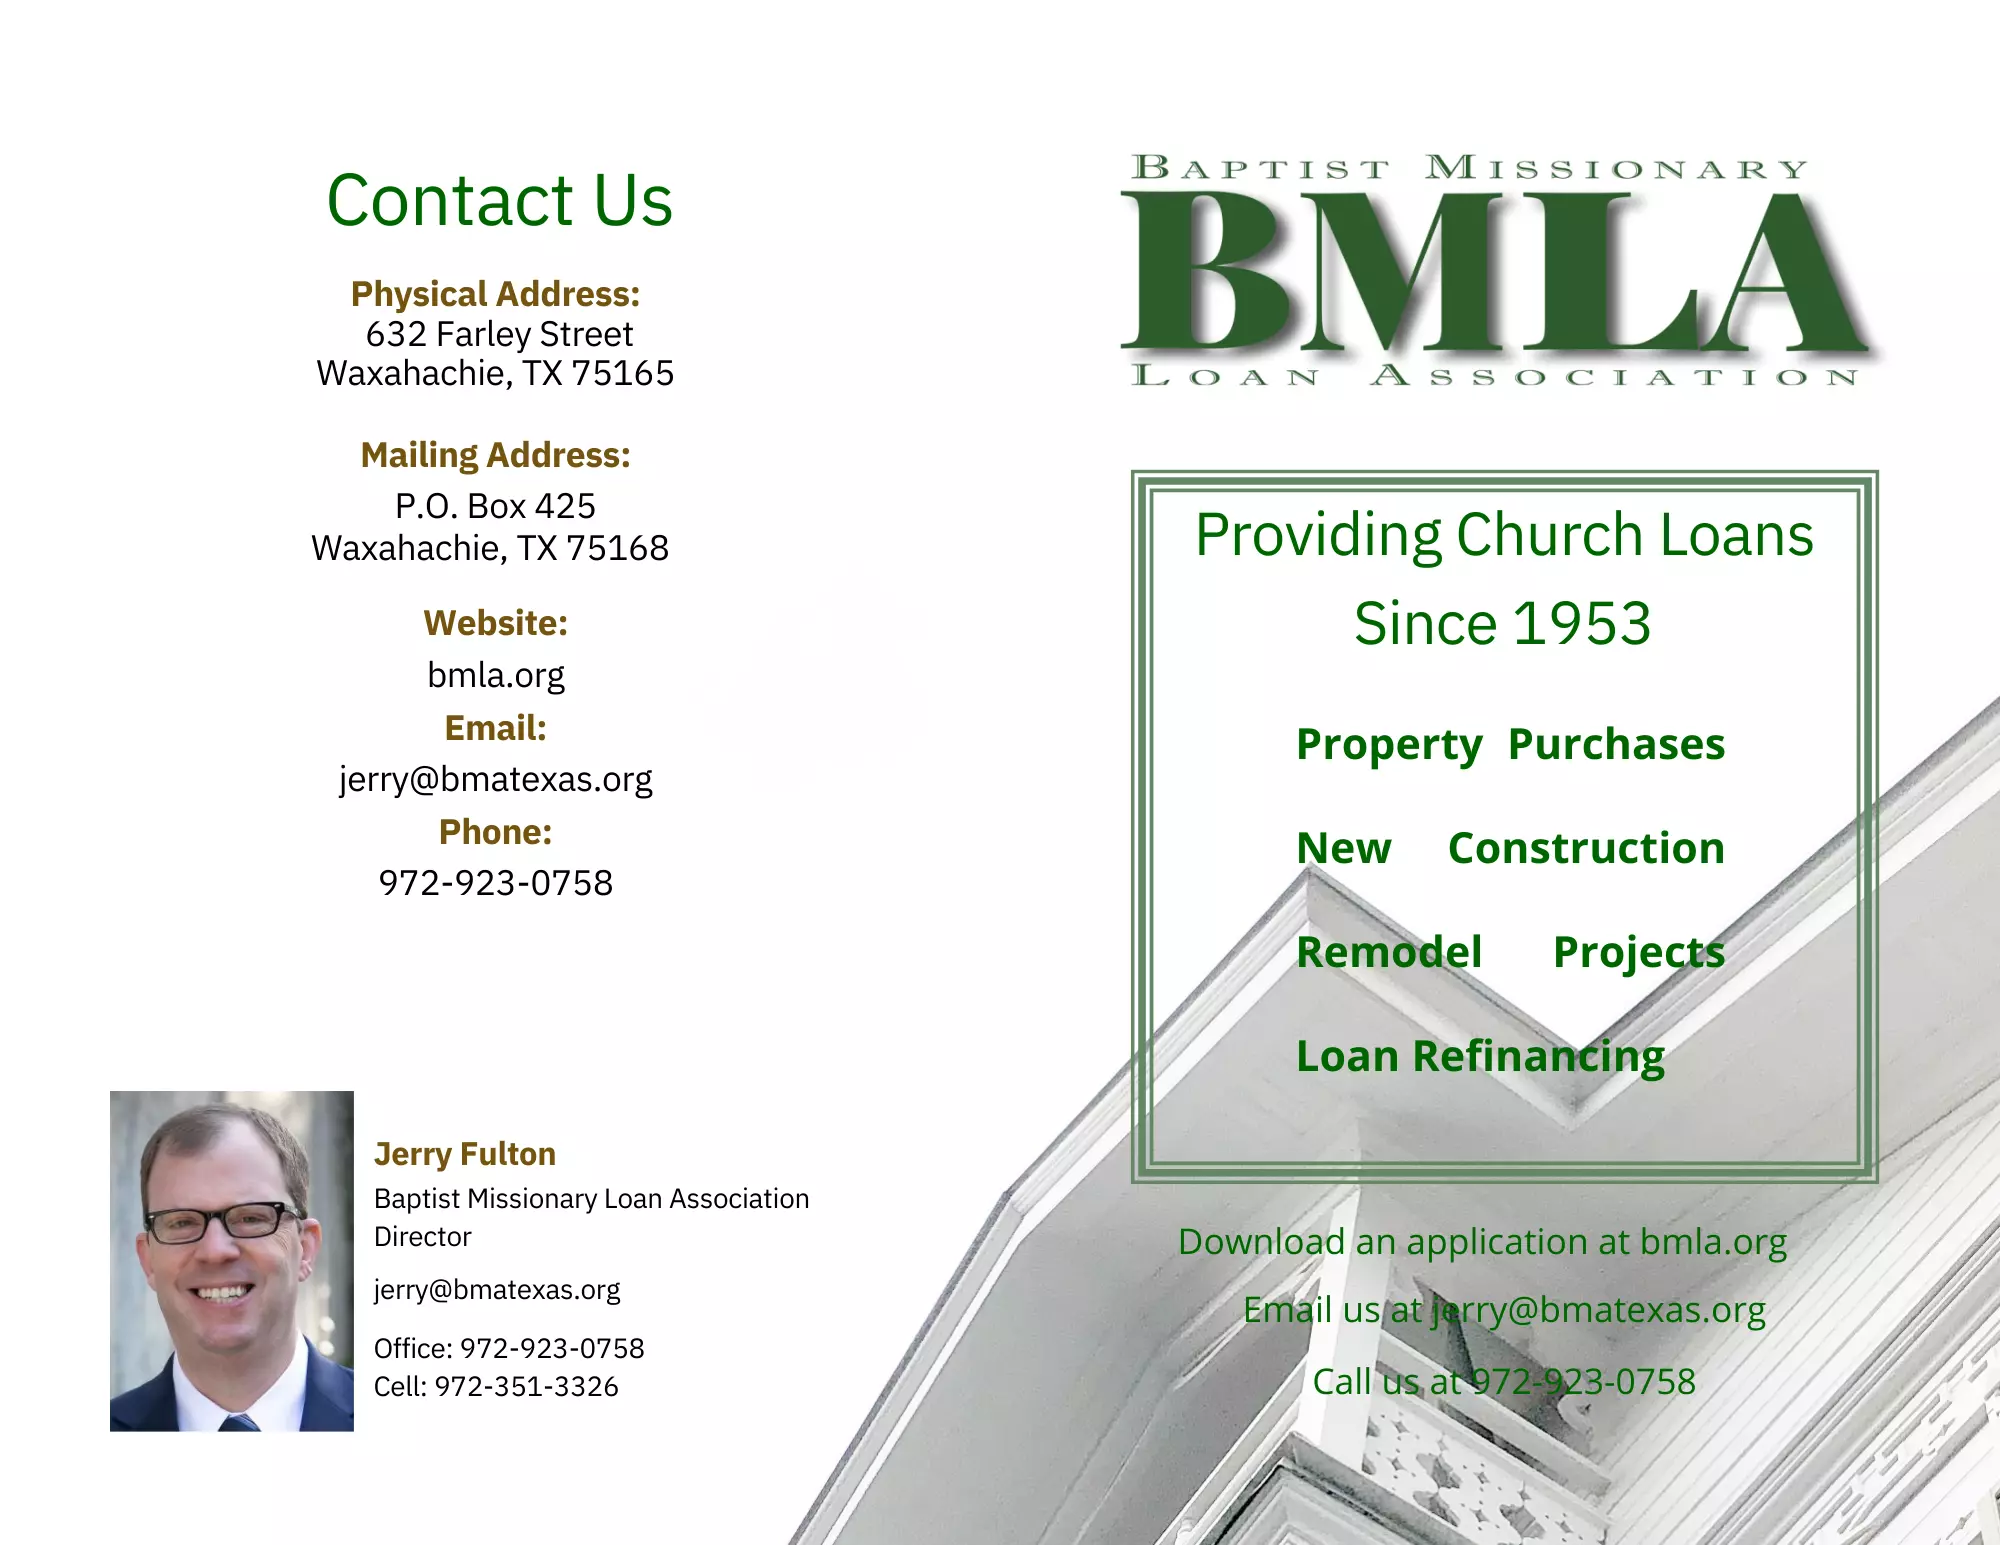 Contact Us
Physical Address:
632 Farley Street
Waxahachie, TX 75165
Mailing Address:
P.O. Box 425
Waxahachie, TX 75168
Website:
bmla.org
Email:
jerry@bmatexas.org
Phone:
972-923-0758
Jerry Fulton
Baptist Missionary Loan Association
Director
jerry@bmatexas.org
Office: 972-923-0758
Cell: 972-351-3326
BAPTIST MISSIONARY
BMLA
LOAN ASSOCIATION
Providing Church Loans
Since 1953
Property Purchases
New Construction
Remodel Projects
Loan Refinancing
Download an application at bmla.org
Email us at jerry@bmatexas.org
Call us at 972-923-0758